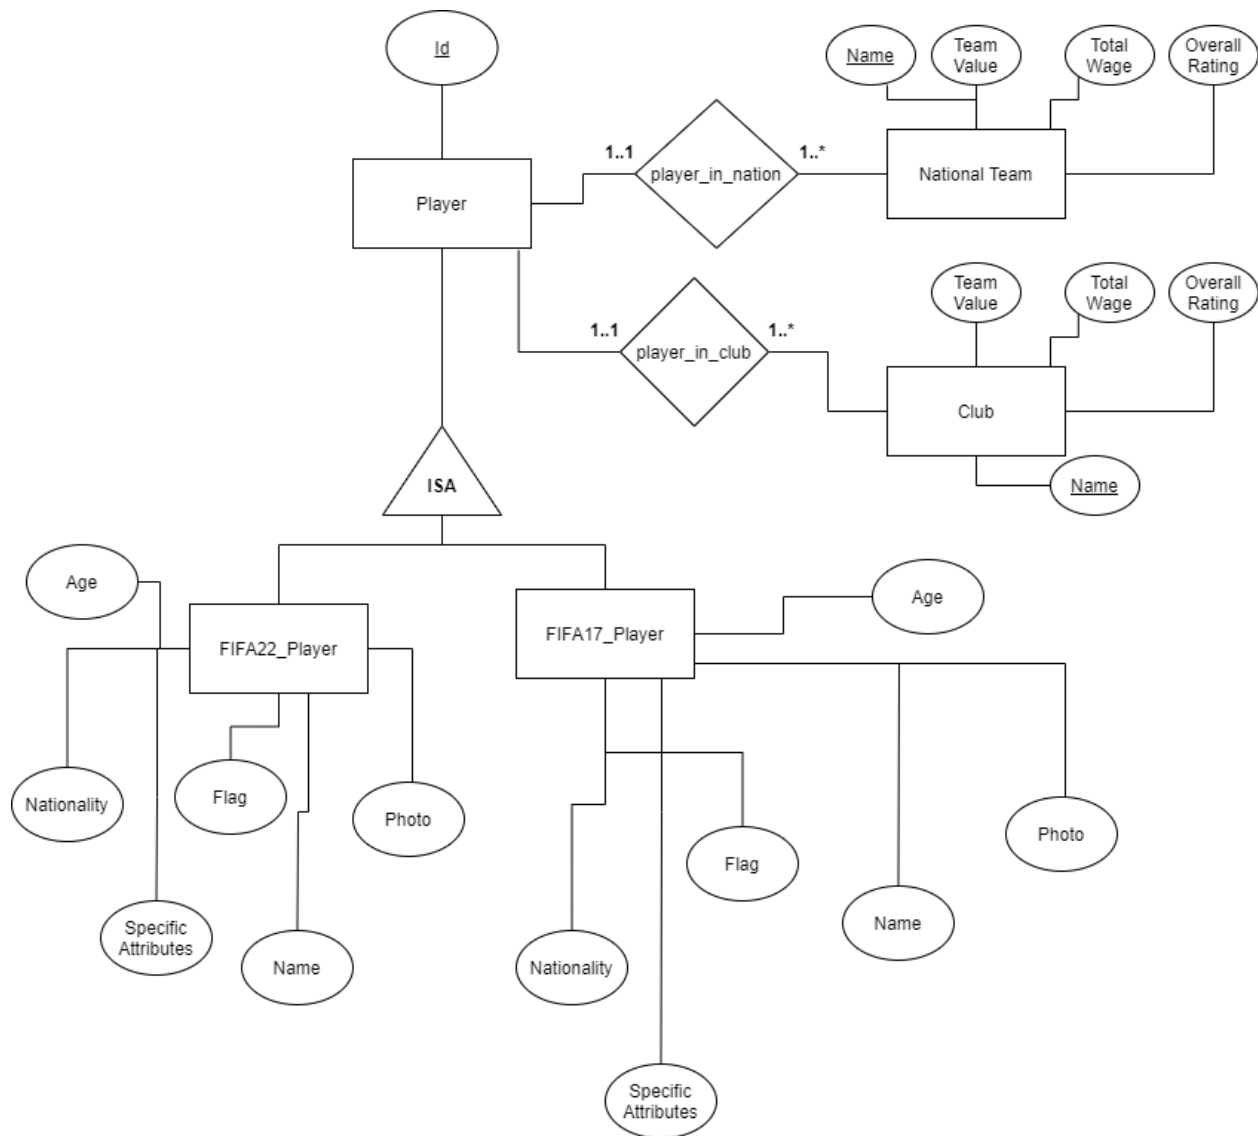 Id
Name
Team
Value
Total
Wage
Overall
Rating
1..1
player_in_nation
1..*
National Team
Player
Team
Value
Total
Wage
Overall
Rating
1..1
player_in_club
1..*
Club
Name
ISA
Age
FIFA22_Player
FIFA17_Player
Age
Nationality
Flag
Photo
Specific
Attributes
Name
Nationality
Flag
Name
Photo
Specific
Attributes